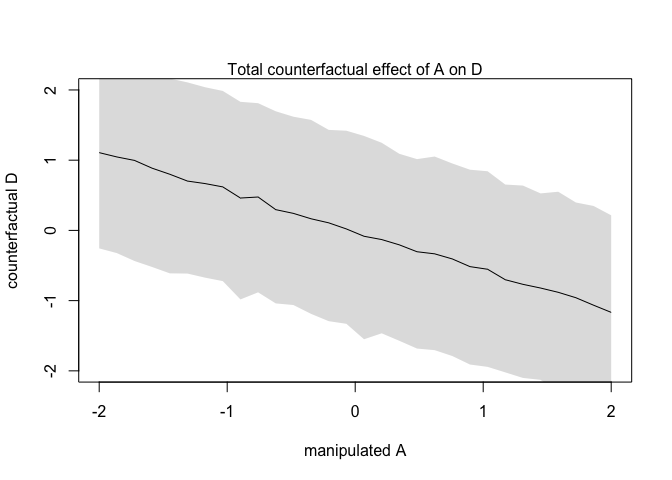 Total counterfactual effect of A on D
2
1
0
-1
-2
counterfactual D
-2 -1 0 1 2
manipulated A